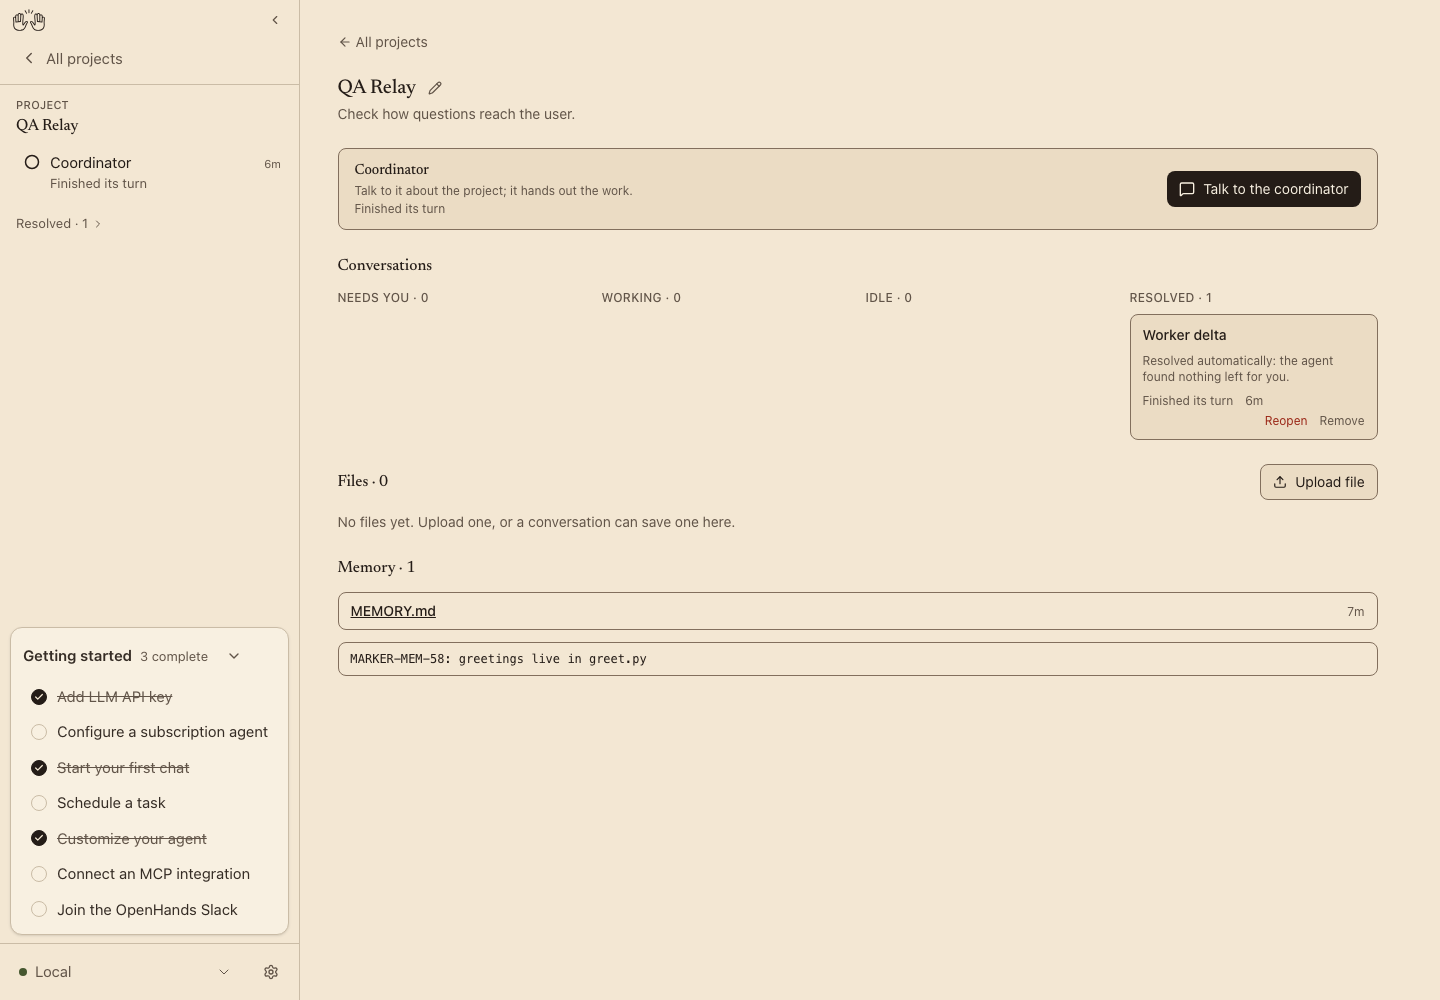 All projects
PROJECT
QA Relay
Coordinator
6m
Finished its turn
Resolved · 1
Getting started 3 complete
Add LLM API key
Configure a subscription agent
Start your first chat
Schedule a task
Customize your agent
Connect an MCP integration
Join the OpenHands Slack
Local
All projects
QA Relay
Check how questions reach the user.
Coordinator
Talk to it about the project; it hands out the work.
Finished its turn
Talk to the coordinator
Conversations
NEEDS YOU · 0
WORKING · 0
IDLE · 0
RESOLVED · 1
Worker delta
Resolved automatically: the agent
found nothing left for you.
Finished its turn 6m
Reopen Remove
Files · 0
Upload file
No files yet. Upload one, or a conversation can save one here.
Memory · 1
MEMORY.md
7m
MARKER-MEM-58: greetings live in greet.py